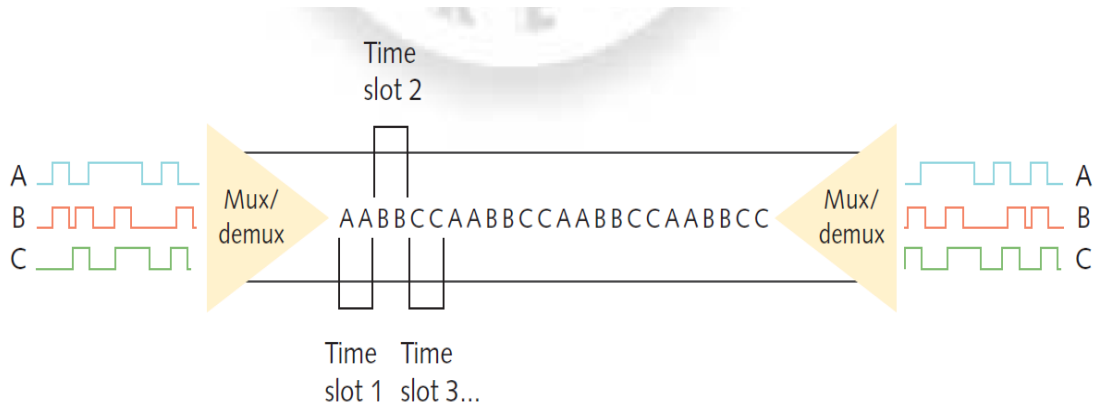 Time
slot 2
A
B
C
Mux/
demux
AABBCCAABBCCAABBCCAABBCC
Mux/
demux
A
B
C
Time
slot 1
Time
slot 3...